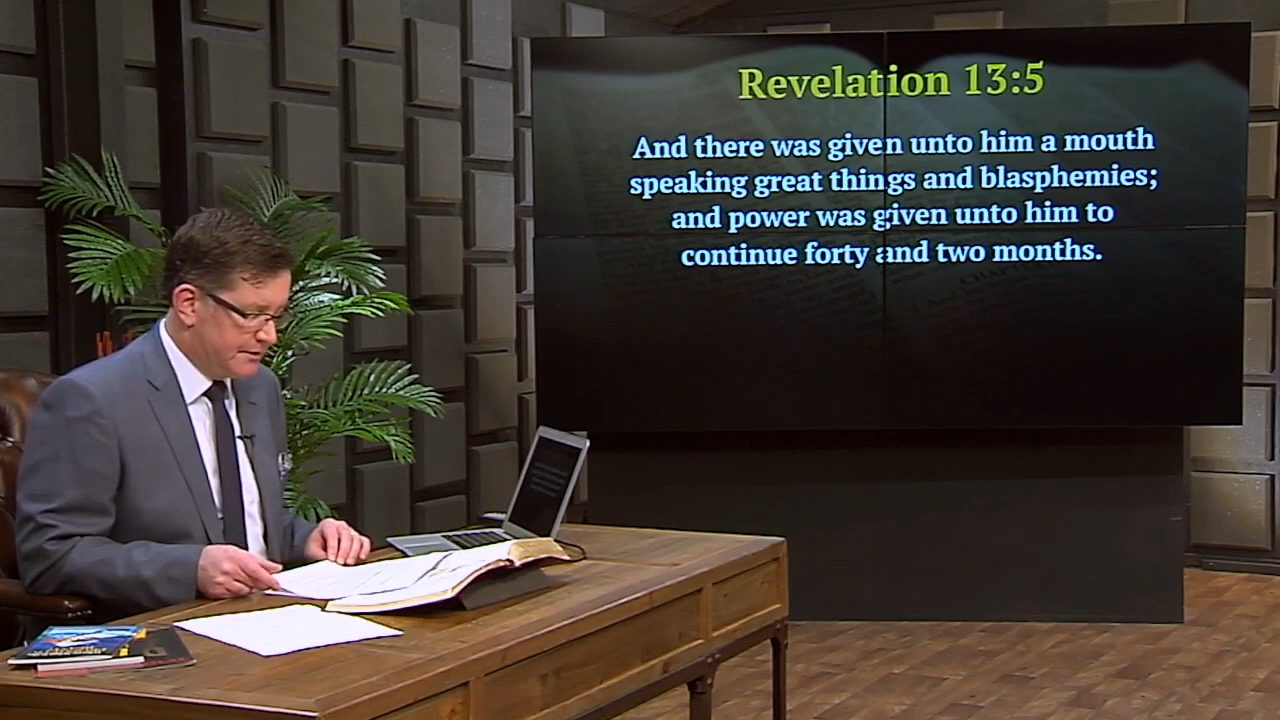 Revelation 13:5
And there was given unto him a mouth
speaking great things and blasphemies;
and power was given unto him to
continue forty and two months.